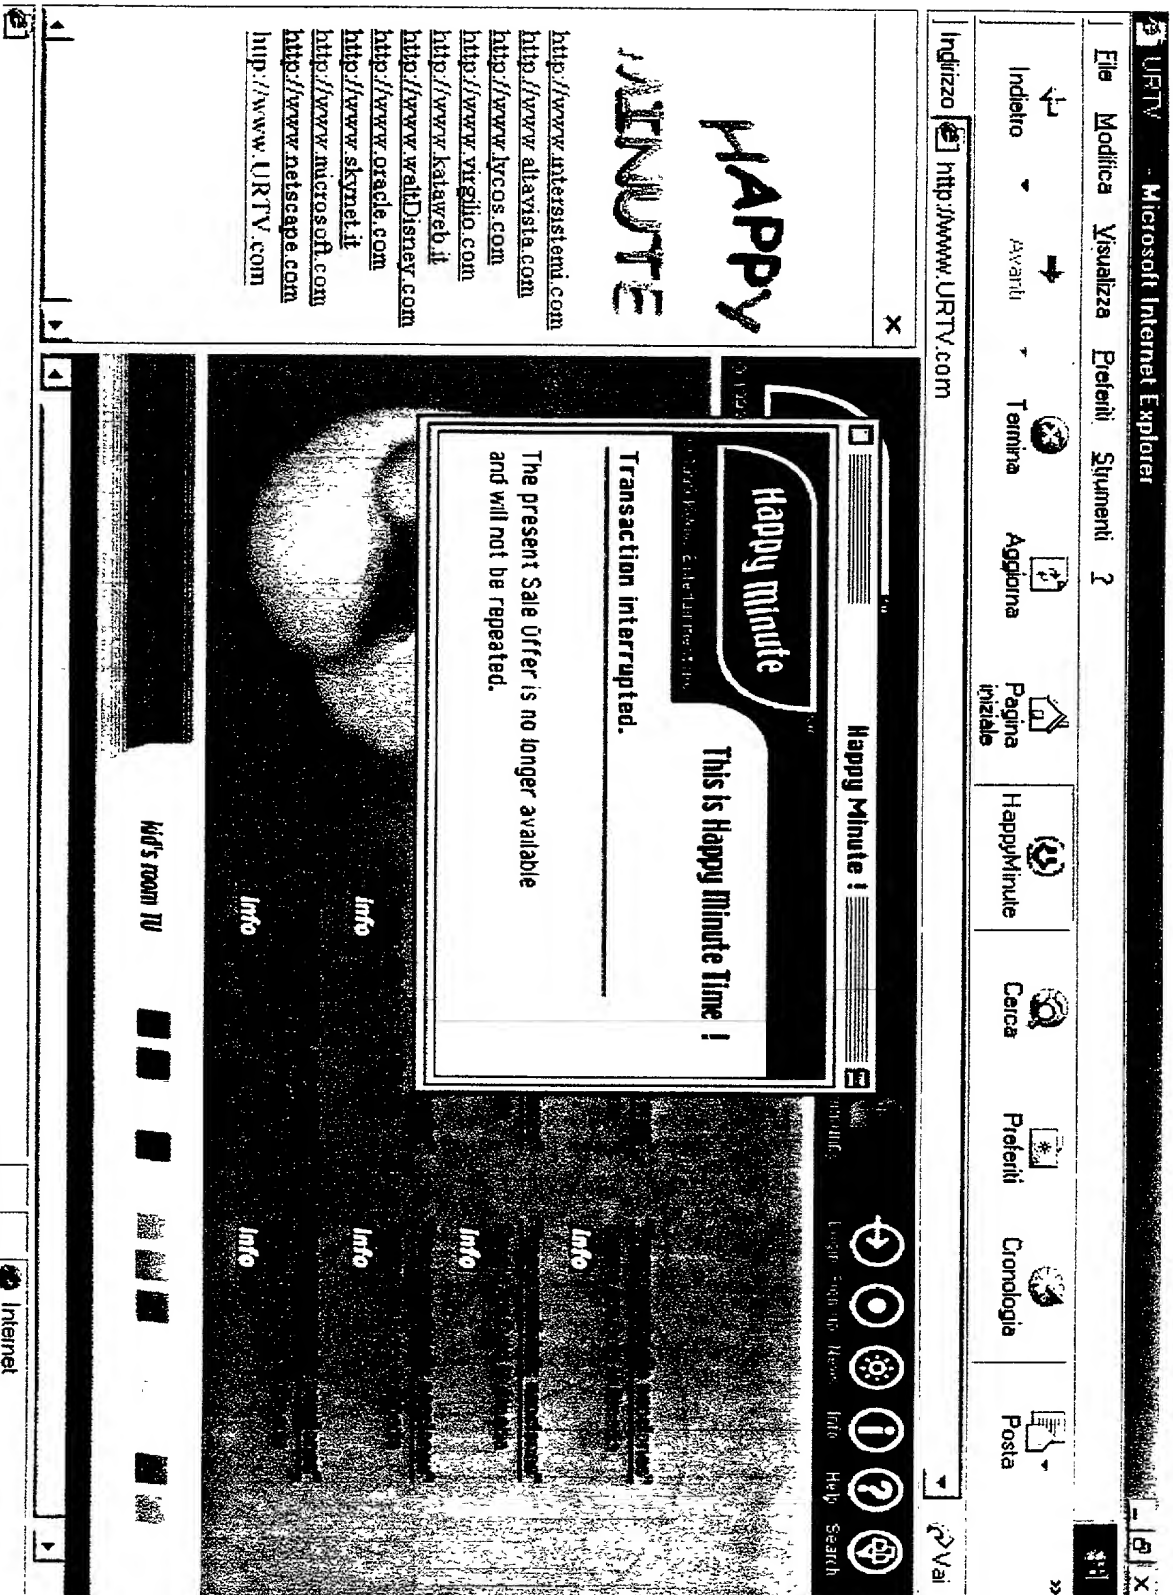 URTV - Microsoft Internet Explorer
File Modifica Visualizza Preferiti Strumenti ?
Indietro Avanti Termina Aggiorna Pagina iniziale HappyMinute Cerca Preferiti Cronologia Posta »
Indirizzo http://www.URTV.com Vai
HAPPY
MINUTE
http://www.intersistemi.com
http://www.altavista.com
http://www.lycos.com
http://www.virgilio.com
http://www.kataweb.it
http://www.waltDisney.com
http://www.oracle.com
http://www.skynet.it
http://www.microsoft.com
http://www.netscape.com
http://www.URTV.com
Happy Minute !
Happy minute
This is Happy Minute Time !
Transaction interrupted.
The present Sale Offer is no longer available
and will not be repeated.
News Info Help Search
Info
Info Info
Info Info
Info
kid's room TV
Internet